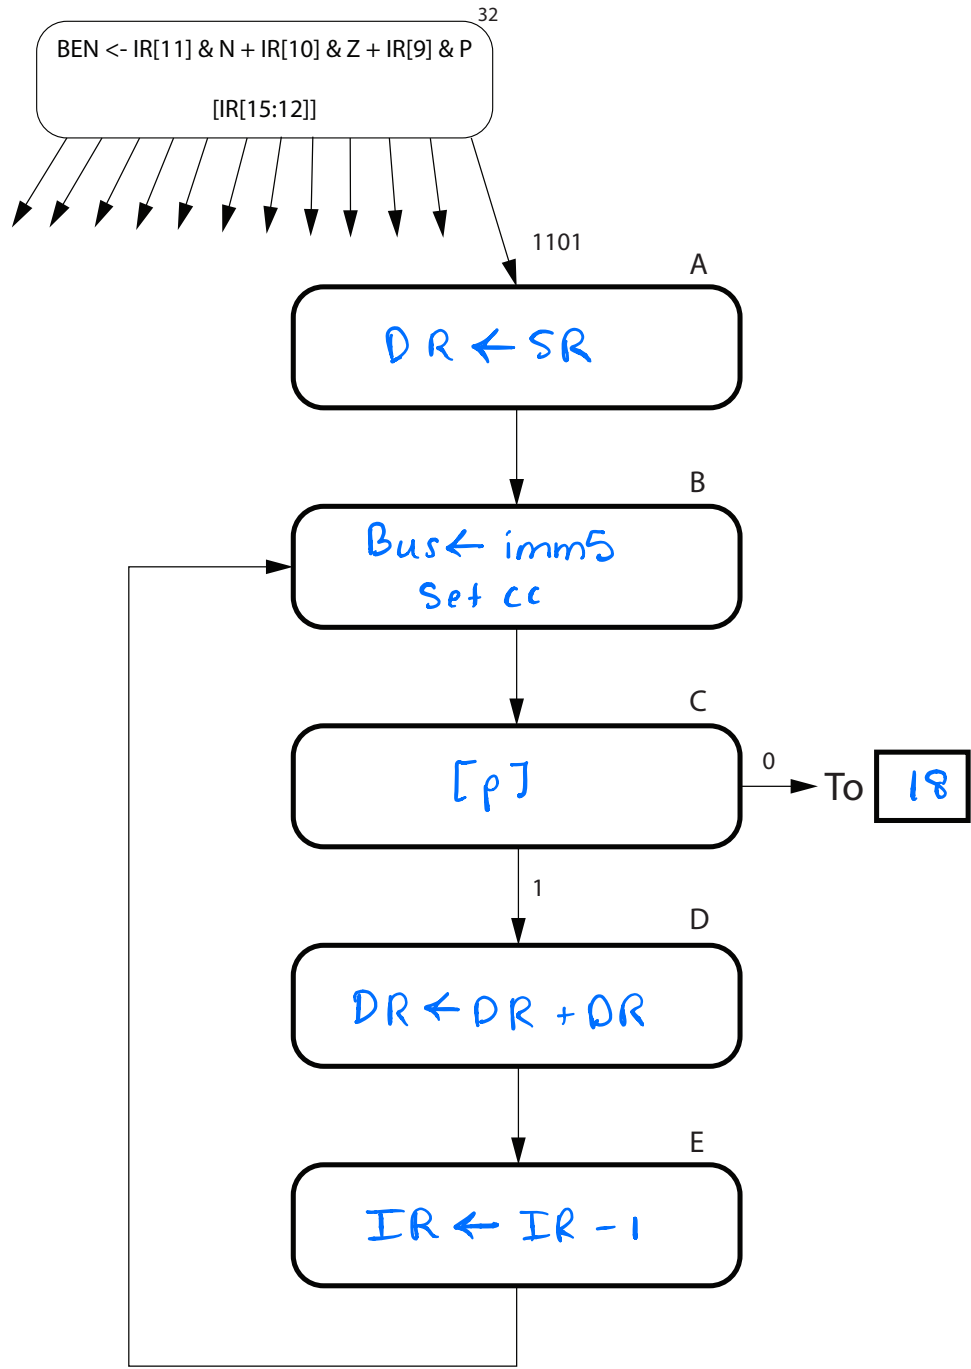 32
BEN <- IR[11] & N + IR[10] & Z + IR[9] & P
[IR[15:12]]
1101
A
DR ← SR
B
Bus ← imm5
Set cc
C
[p]
0
To 18
1
D
DR ← DR + DR
E
IR ← IR - 1